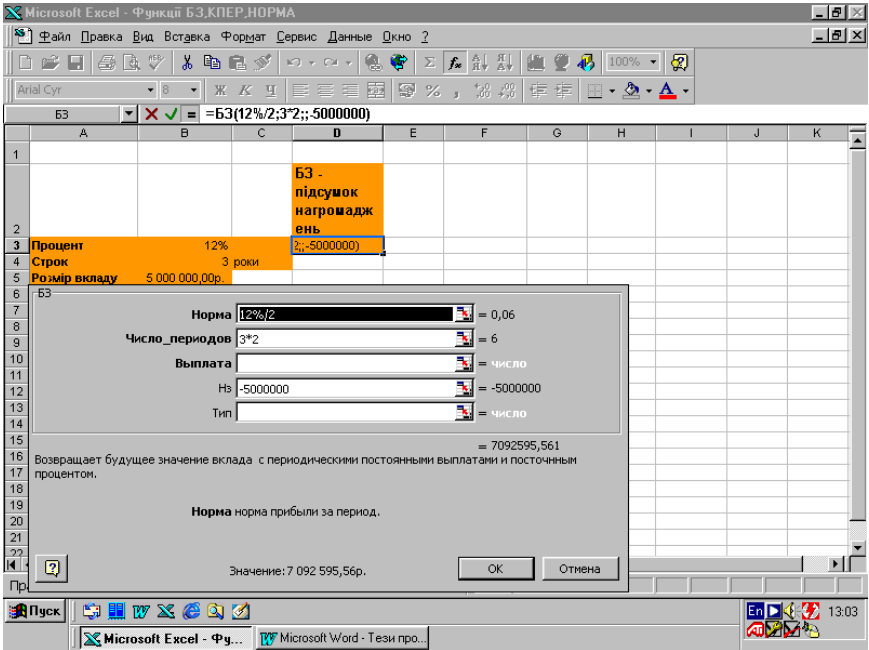 Microsoft Excel - Функції БЗ,КПЕР,НОРМА
Файл Правка Вид Вставка Формат Сервис Данные Окно ?
100%
Arial Cyr 8 Ж К Ч
БЗ =БЗ(12%/2;3*2;;-5000000)
A B C D E F G H I J K
1
БЗ -
підсумок
нагромадж
2 ень
3 Процент 12% 2;;-5000000)
4 Строк 3 роки
5 Розмір вкладу 5 000 000,00р.
6 БЗ
7 Норма 12%/2 = 0,06
8
9 Число_периодов 3*2 = 6
10 Выплата = число
11
12 Нз -5000000 = -5000000
13 Тип = число
14
15 = 7092595,561
16 Возвращает будущее значение вклада с периодическими постоянными выплатами и посточнным
17 процентом.
18
19 Норма норма прибыли за период.
20
21
22
Значение:7 092 595,56р. ОК Отмена
Пр
Пуск En 13:03
Microsoft Excel - Фу... Microsoft Word - Тези про...